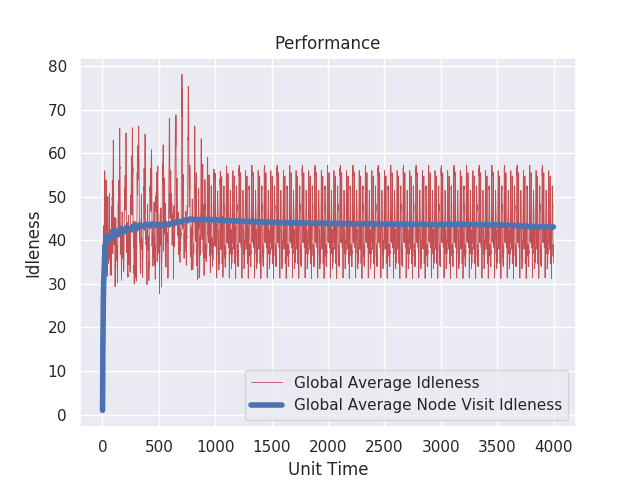 Performance
80
70
60
50
40
30
20
10
0
Idleness
Global Average Idleness
Global Average Node Visit Idleness
0 500 1000 1500 2000 2500 3000 3500 4000
Unit Time